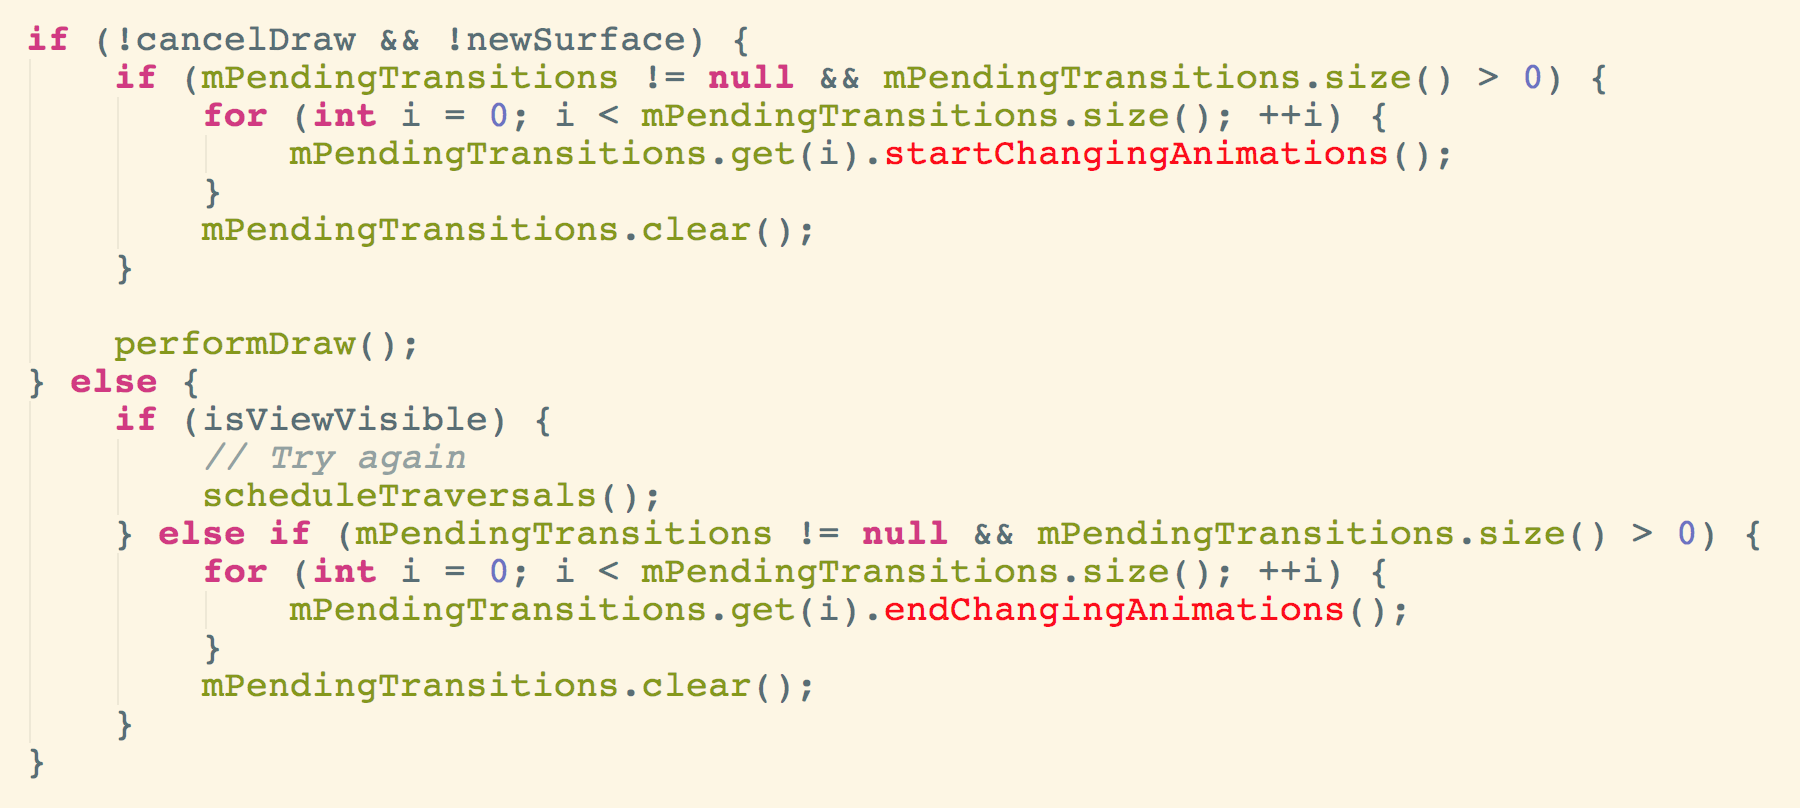 if (!cancelDraw && !newSurface) {
    if (mPendingTransitions != null && mPendingTransitions.size() > 0) {
        for (int i = 0; i < mPendingTransitions.size(); ++i) {
            mPendingTransitions.get(i).startChangingAnimations();
        }
        mPendingTransitions.clear();
    }

    performDraw();
} else {
    if (isViewVisible) {
        // Try again
        scheduleTraversals();
    } else if (mPendingTransitions != null && mPendingTransitions.size() > 0) {
        for (int i = 0; i < mPendingTransitions.size(); ++i) {
            mPendingTransitions.get(i).endChangingAnimations();
        }
        mPendingTransitions.clear();
    }
}